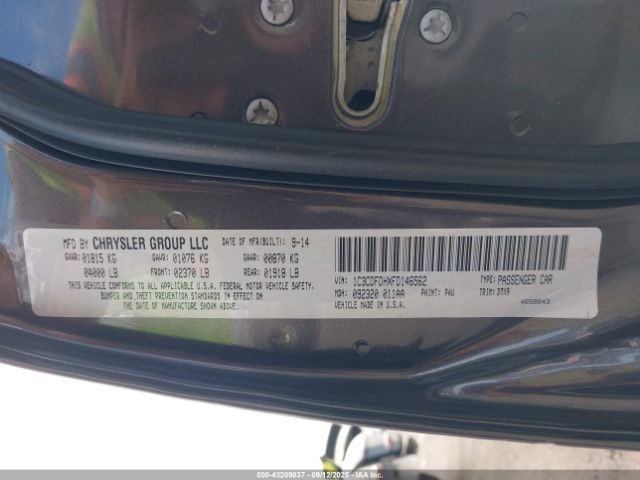 MFD BY CHRYSLER GROUP LLC DATE OF MFR(BUILT): 9-14
GVWR: 01815 KG GAWR: 01076 KG GAWR: 00870 KG
04000 LB FRONT: 02370 LB REAR: 01918 LB
THIS VEHICLE CONFORMS TO ALL APPLICABLE U.S.A. FEDERAL MOTOR VEHICLE SAFETY,
BUMPER AND THEFT PREVENTION STANDARDS IN EFFECT ON
THE DATE OF MANUFACTURE SHOWN ABOVE.
VIN: 1C3CDFDHXFD146562 TYPE: PASSENGER CAR
MDH: 092320 011AA PAINT: PAU TRIM: D7X9
VEHICLE MADE IN U.S.A. 4658843
000-43209837 - 09/12/2025 - IAAI.COM